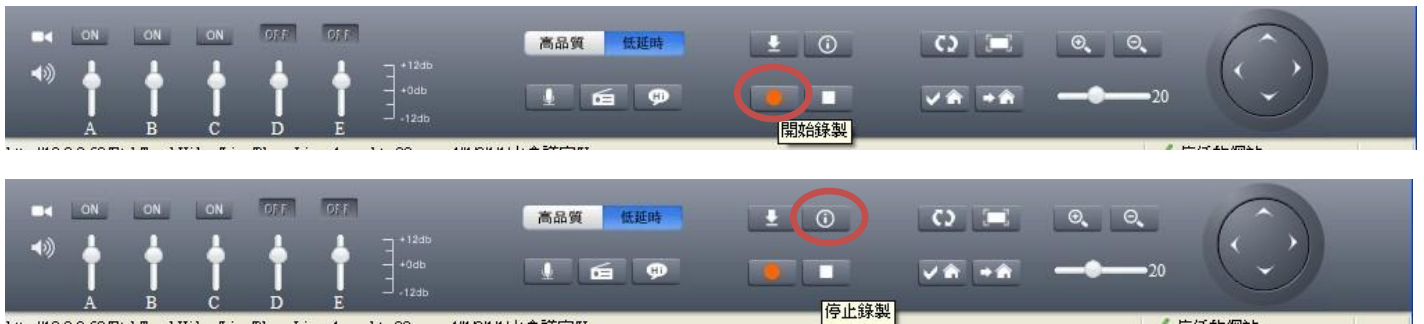 ON ON ON OFF OFF
高品質 低延時
+12db
+0db
-12db
Hi
20
A B C D E
開始錄製
ON ON ON OFF OFF
高品質 低延時
+12db
+0db
-12db
Hi
20
A B C D E
停止錄製